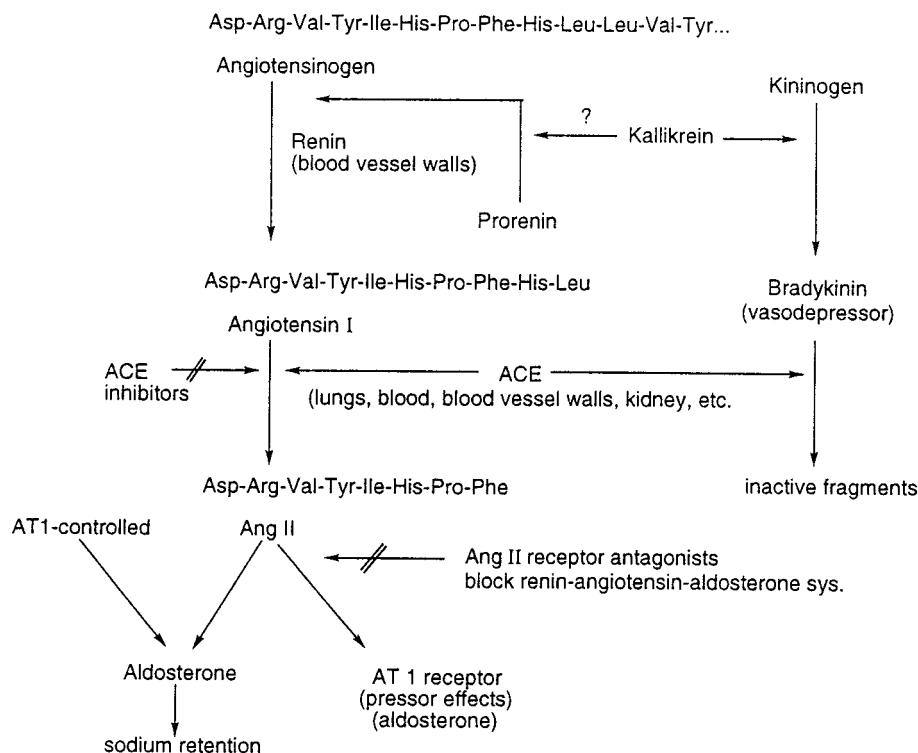 Asp-Arg-Val-Tyr-Ile-His-Pro-Phe-His-Leu-Leu-Val-Tyr...
Angiotensinogen
Kininogen
?
Renin
(blood vessel walls)
Kallikrein
Prorenin
Asp-Arg-Val-Tyr-Ile-His-Pro-Phe-His-Leu
Bradykinin
(vasodepressor)
Angiotensin I
ACE
inhibitors
ACE
(lungs, blood, blood vessel walls, kidney, etc.
Asp-Arg-Val-Tyr-Ile-His-Pro-Phe
inactive fragments
AT1-controlled
Ang II
Ang II receptor antagonists
block renin-angiotensin-aldosterone sys.
Aldosterone
AT 1 receptor
(pressor effects)
(aldosterone)
sodium retention